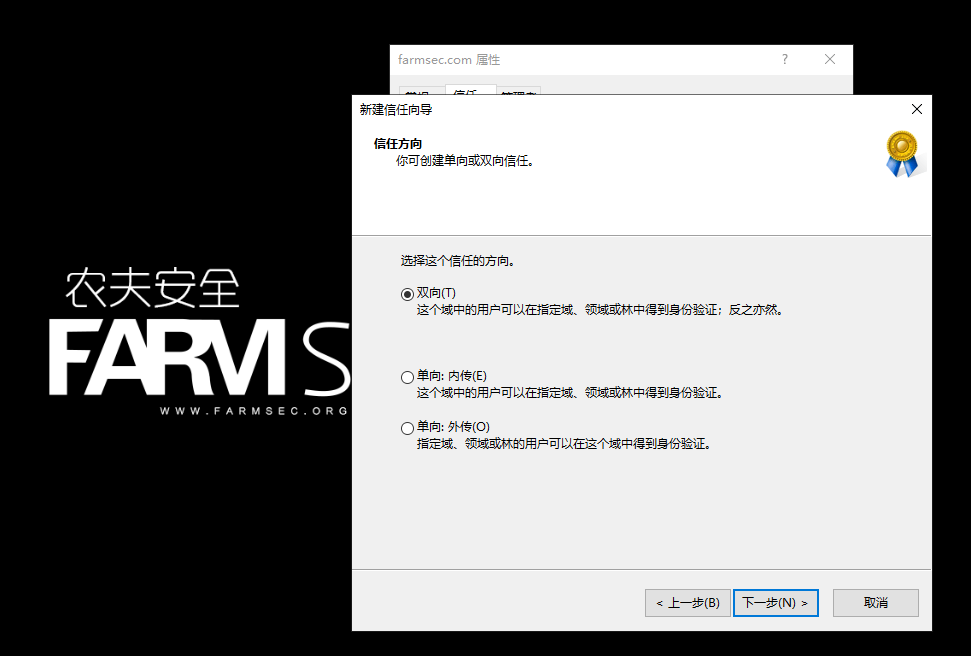 farmsec.com 属性
?
信任
新建信任向导
信任方向
你可创建单向或双向信任。
选择这个信任的方向。
双向(T)
这个域中的用户可以在指定域、领域或林中得到身份验证；反之亦然。
单向: 内传(E)
这个域中的用户可以在指定域、领域或林中得到身份验证。
单向: 外传(O)
指定域、领域或林的用户可以在这个域中得到身份验证。
< 上一步(B)
下一步(N) >
取消
农夫安全
FARM S
WWW.FARMSEC.ORG